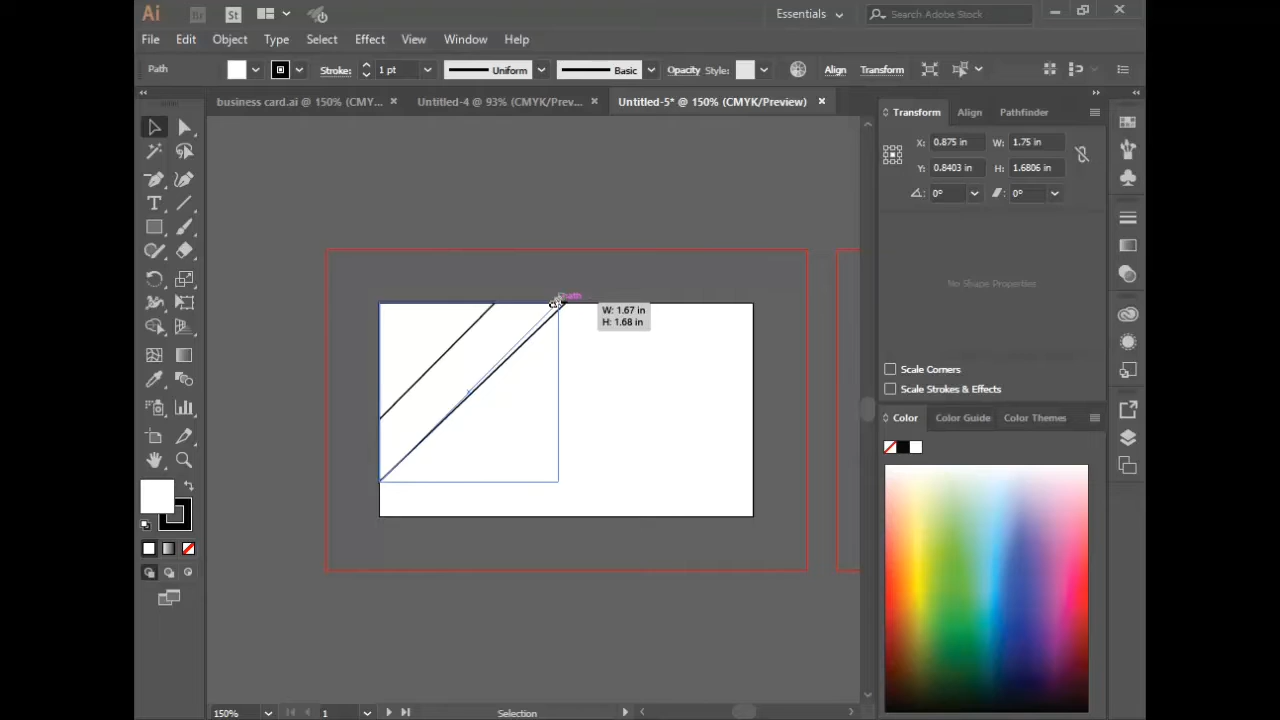 Ai Br St Essentials Search Adobe Stock
File Edit Object Type Select Effect View Window Help
Path Stroke: 1 pt Uniform Basic Opacity Style: Align Transform
business card.ai @ 150% (CMY... × Untitled-4 @ 93% (CMYK/Prev... × Untitled-5* @ 150% (CMYK/Preview) ×
Transform Align Pathfinder
X: 0.875 in W: 1.75 in
Y: 0.8403 in H: 1.6806 in
0° 0°
No Shape Properties
path
W: 1.67 in
H: 1.68 in
Scale Corners
Scale Strokes & Effects
Color Color Guide Color Themes
150% 1 Selection